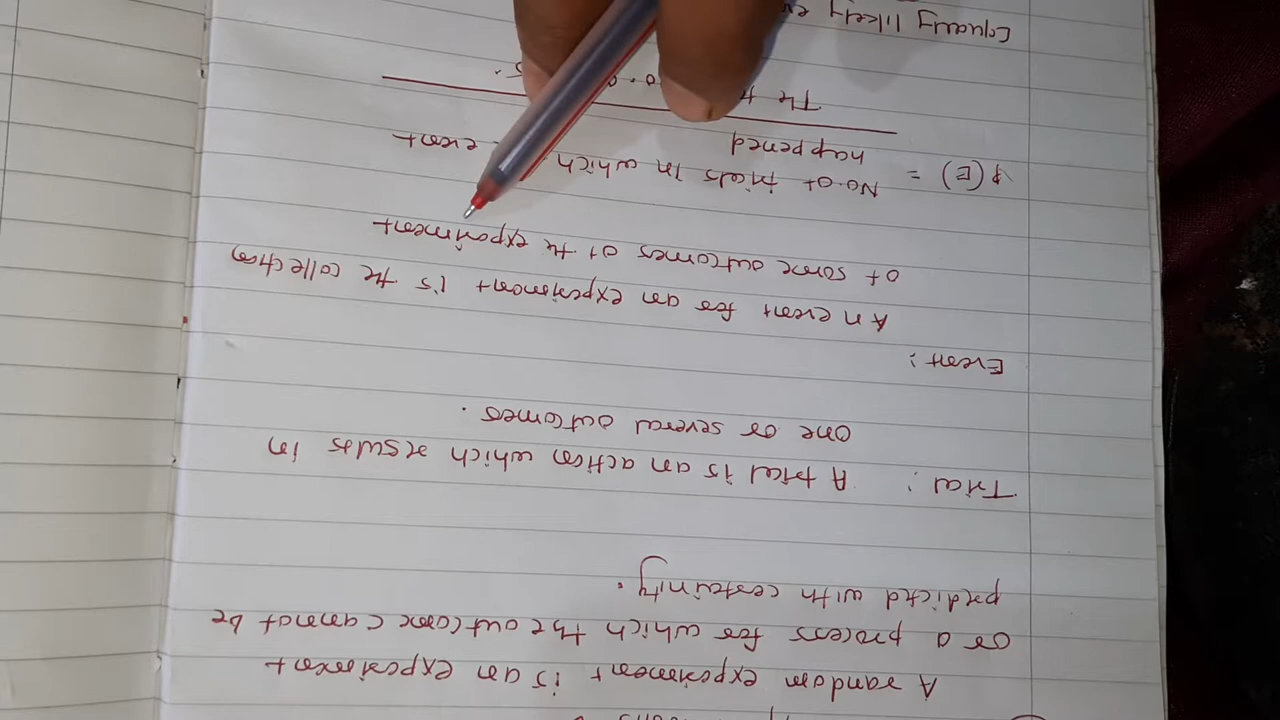 A random experiment is an experiment
or a process for which the outcome cannot be
predicted with certainity.
Trial : A trial is an action which results in
one or several outcomes.
Event :
An event for an experiment is the collection
of some outcomes of the experiment
P(E) = No. of trials in which event
happened
The
Equally likely